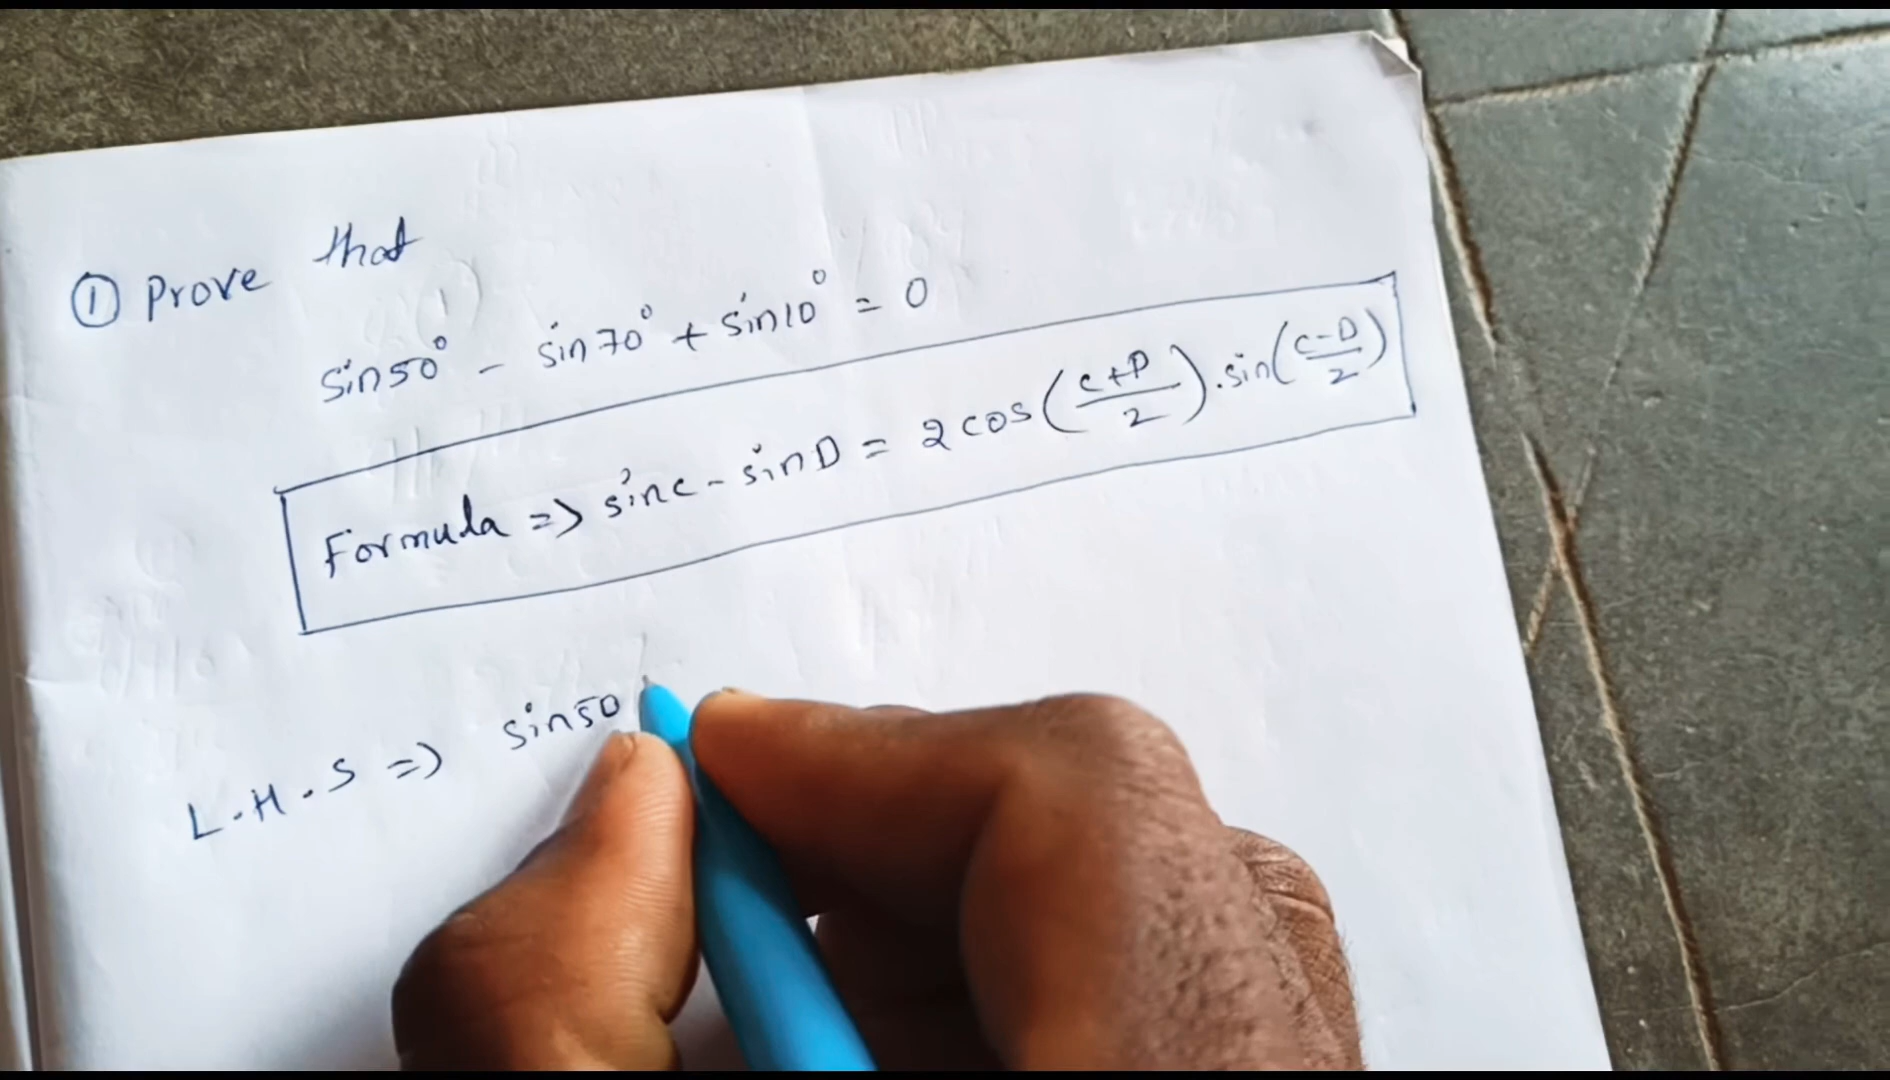 ① Prove that
sin50° - sin70° + sin10° = 0
Formula => sinc - sinD = 2cos(c+D/2).sin(c-D/2)
L.H.S => sin50